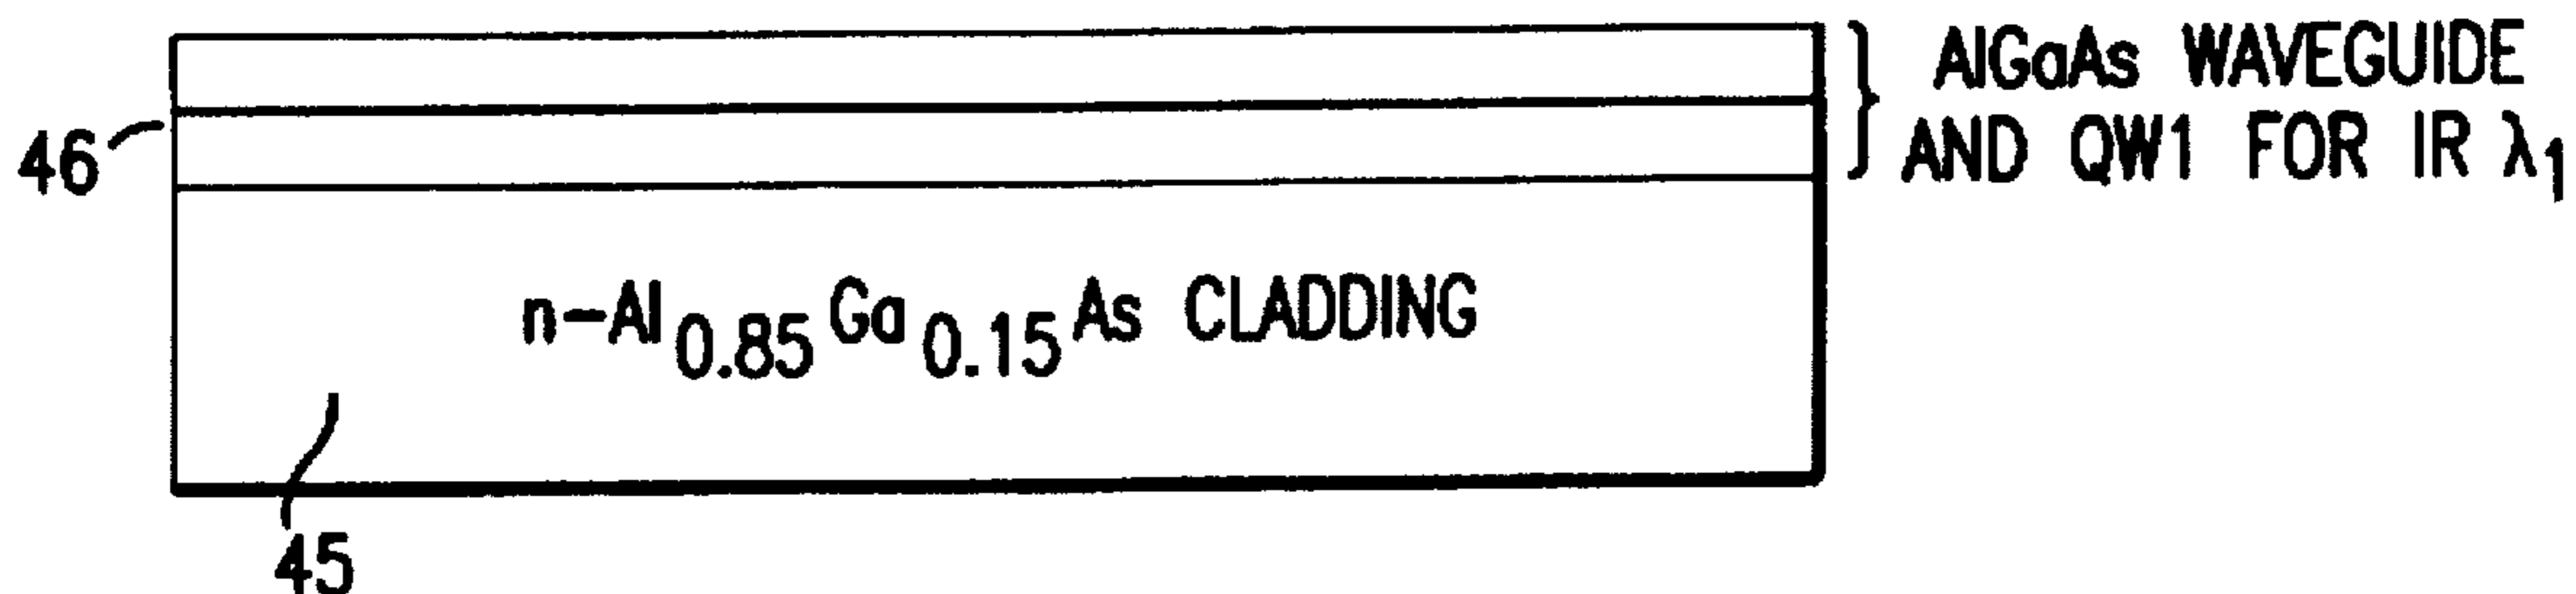 AlGaAs WAVEGUIDE
AND QW1 FOR IR λ1
46
n-Al0.85Ga0.15As CLADDING
45